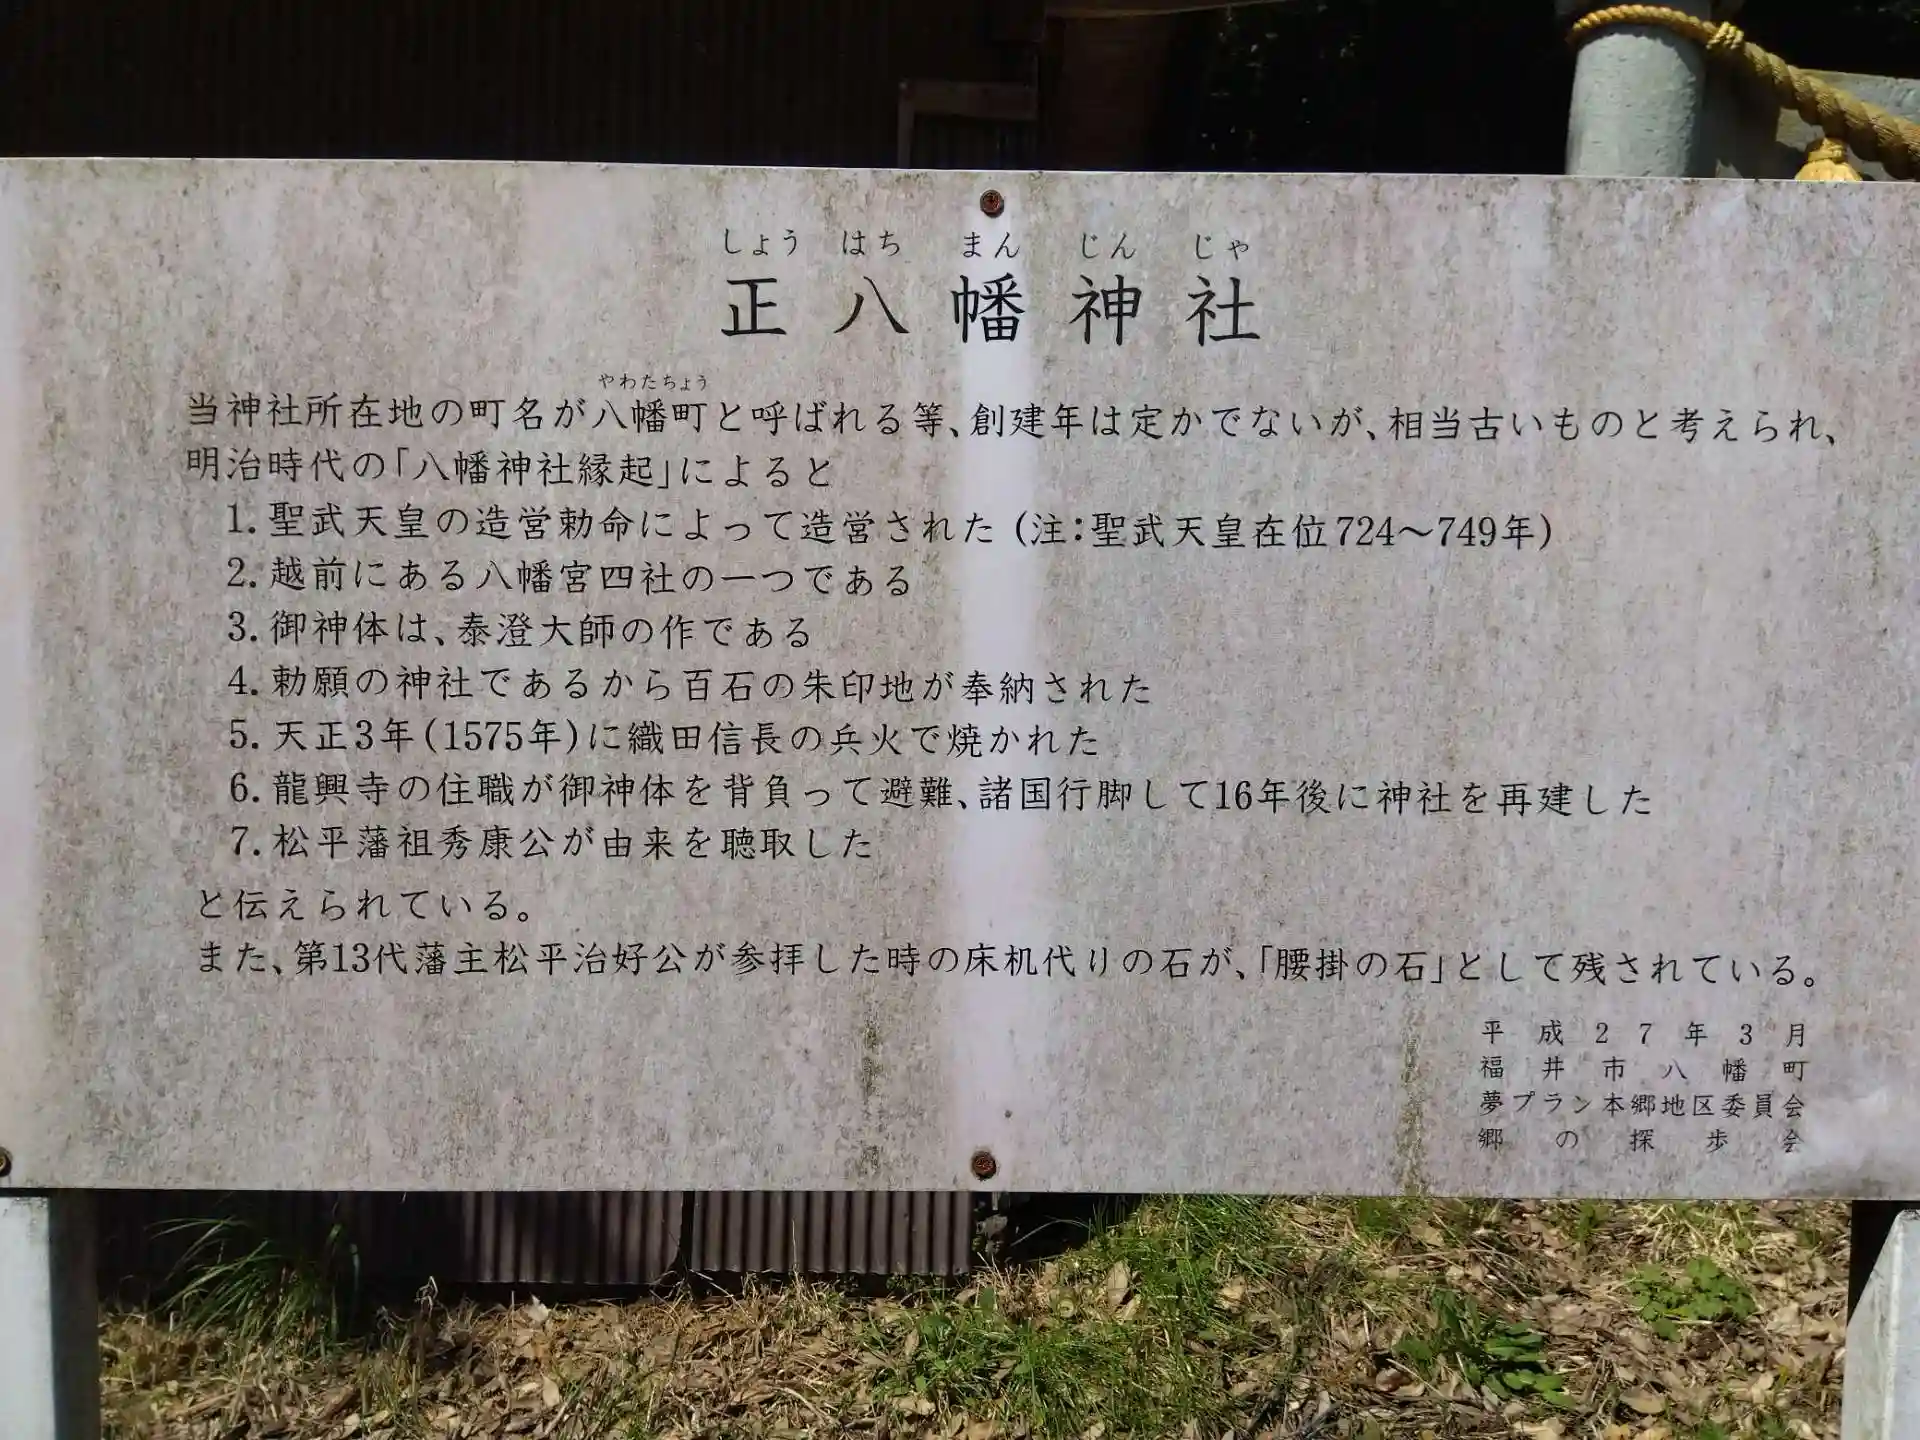 しょう はち まん じん じゃ
正八幡神社
やわたちょう
当神社所在地の町名が八幡町と呼ばれる等、創建年は定かでないが、相当古いものと考えられ、
明治時代の「八幡神社縁起」によると
1. 聖武天皇の造営勅命によって造営された (注：聖武天皇在位724～749年)
2. 越前にある八幡宮四社の一つである
3. 御神体は、泰澄大師の作である
4. 勅願の神社であるから百石の朱印地が奉納された
5. 天正3年(1575年)に織田信長の兵火で焼かれた
6. 龍興寺の住職が御神体を背負って避難、諸国行脚して16年後に神社を再建した
7. 松平藩祖秀康公が由来を聴取した
と伝えられている。
また、第13代藩主松平治好公が参拝した時の床机代りの石が、「腰掛の石」として残されている。
平成27年3月
福井市八幡町
夢プラン本郷地区委員会
郷の探歩会